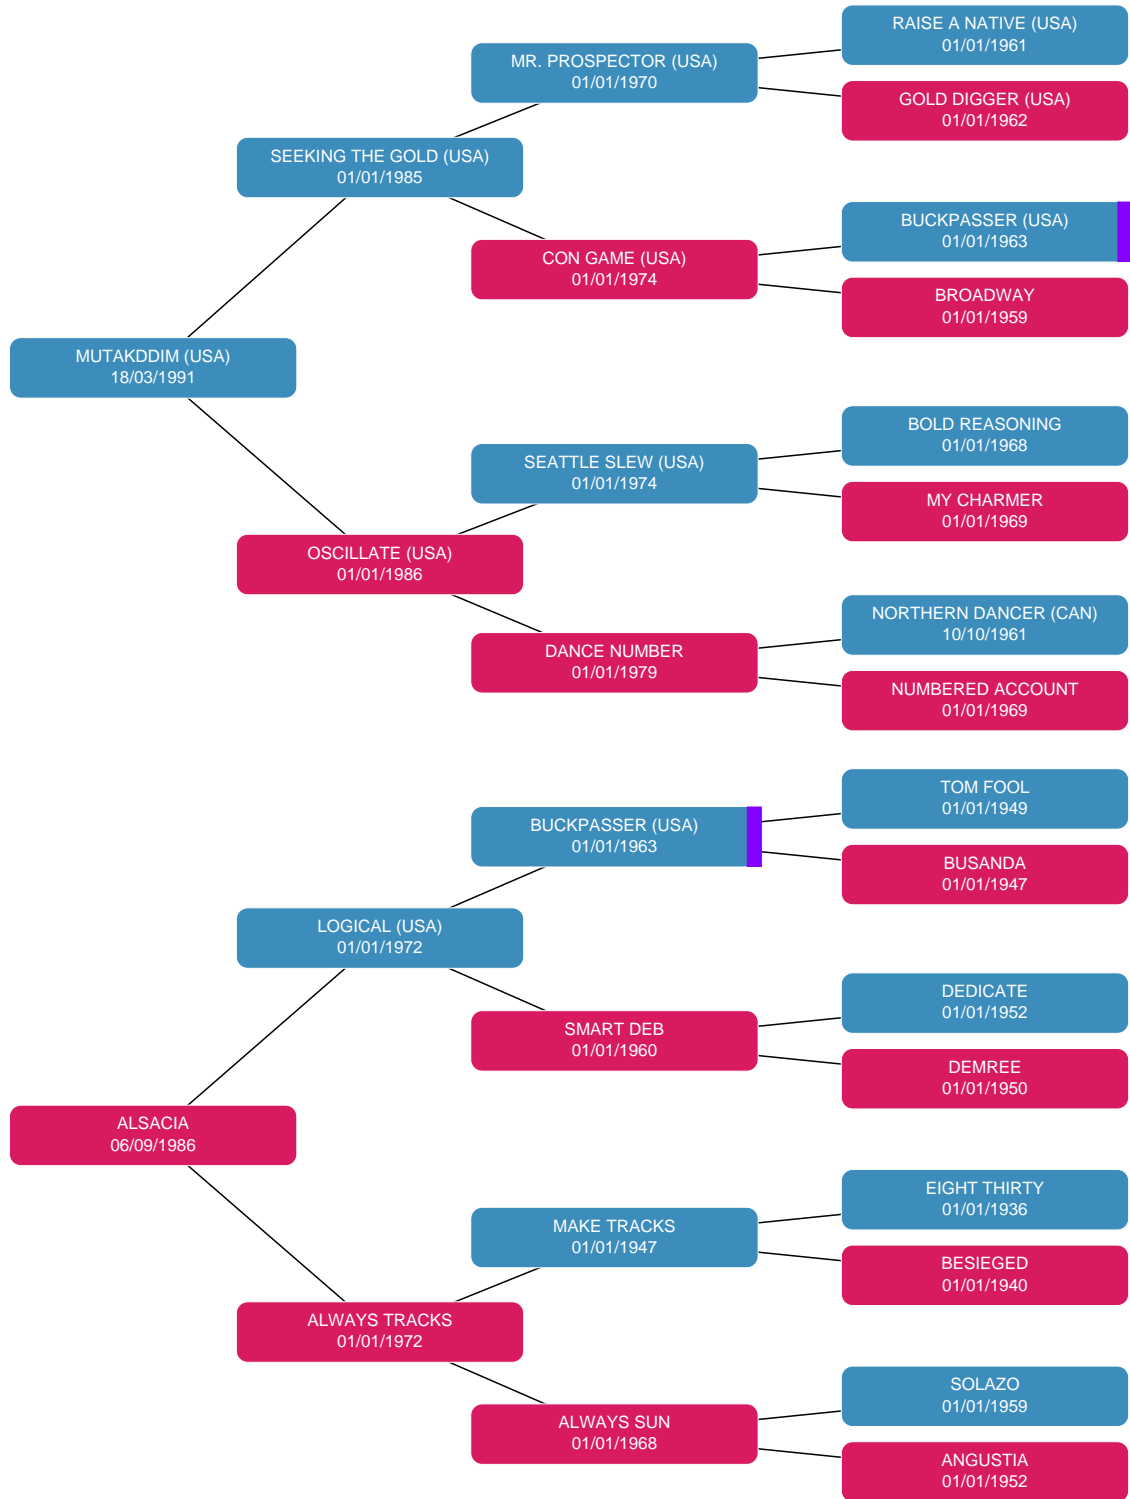 RAISE A NATIVE (USA)
01/01/1961
MR. PROSPECTOR (USA)
01/01/1970
GOLD DIGGER (USA)
01/01/1962
SEEKING THE GOLD (USA)
01/01/1985
BUCKPASSER (USA)
01/01/1963
CON GAME (USA)
01/01/1974
BROADWAY
01/01/1959
MUTAKDDIM (USA)
18/03/1991
BOLD REASONING
01/01/1968
SEATTLE SLEW (USA)
01/01/1974
MY CHARMER
01/01/1969
OSCILLATE (USA)
01/01/1986
NORTHERN DANCER (CAN)
10/10/1961
DANCE NUMBER
01/01/1979
NUMBERED ACCOUNT
01/01/1969
TOM FOOL
01/01/1949
BUCKPASSER (USA)
01/01/1963
BUSANDA
01/01/1947
LOGICAL (USA)
01/01/1972
DEDICATE
01/01/1952
SMART DEB
01/01/1960
DEMREE
01/01/1950
ALSACIA
06/09/1986
EIGHT THIRTY
01/01/1936
MAKE TRACKS
01/01/1947
BESIEGED
01/01/1940
ALWAYS TRACKS
01/01/1972
SOLAZO
01/01/1959
ALWAYS SUN
01/01/1968
ANGUSTIA
01/01/1952